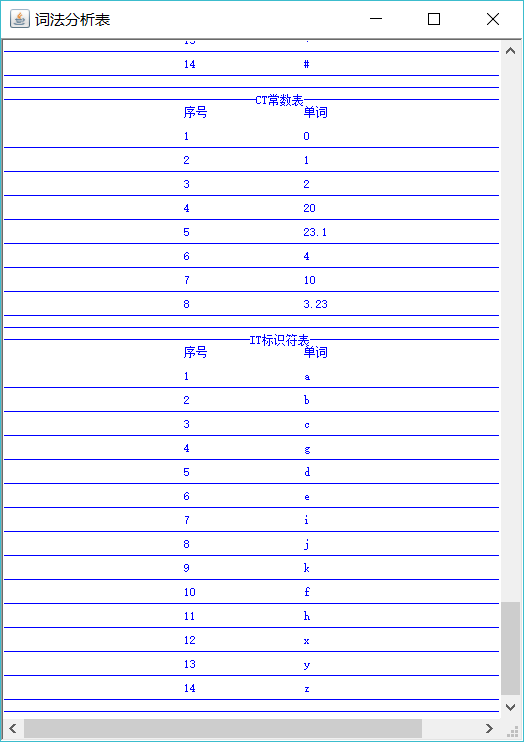 词法分析表
14 #
CT常数表
序号 单词
1 0
2 1
3 2
4 20
5 23.1
6 4
7 10
8 3.23
IT标识符表
序号 单词
1 a
2 b
3 c
4 g
5 d
6 e
7 i
8 j
9 k
10 f
11 h
12 x
13 y
14 z